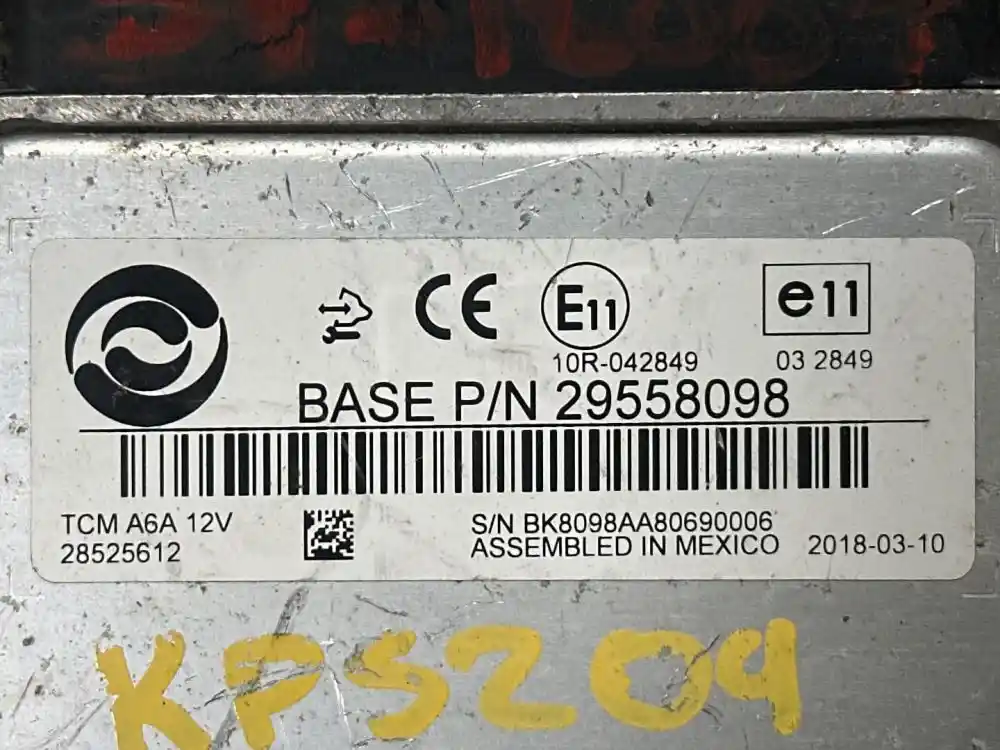 CE E11 e11
10R-042849 03 2849
BASE P/N 29558098
TCM A6A 12V S/N BK8098AA80690006
28525612 ASSEMBLED IN MEXICO 2018-03-10
KPS204